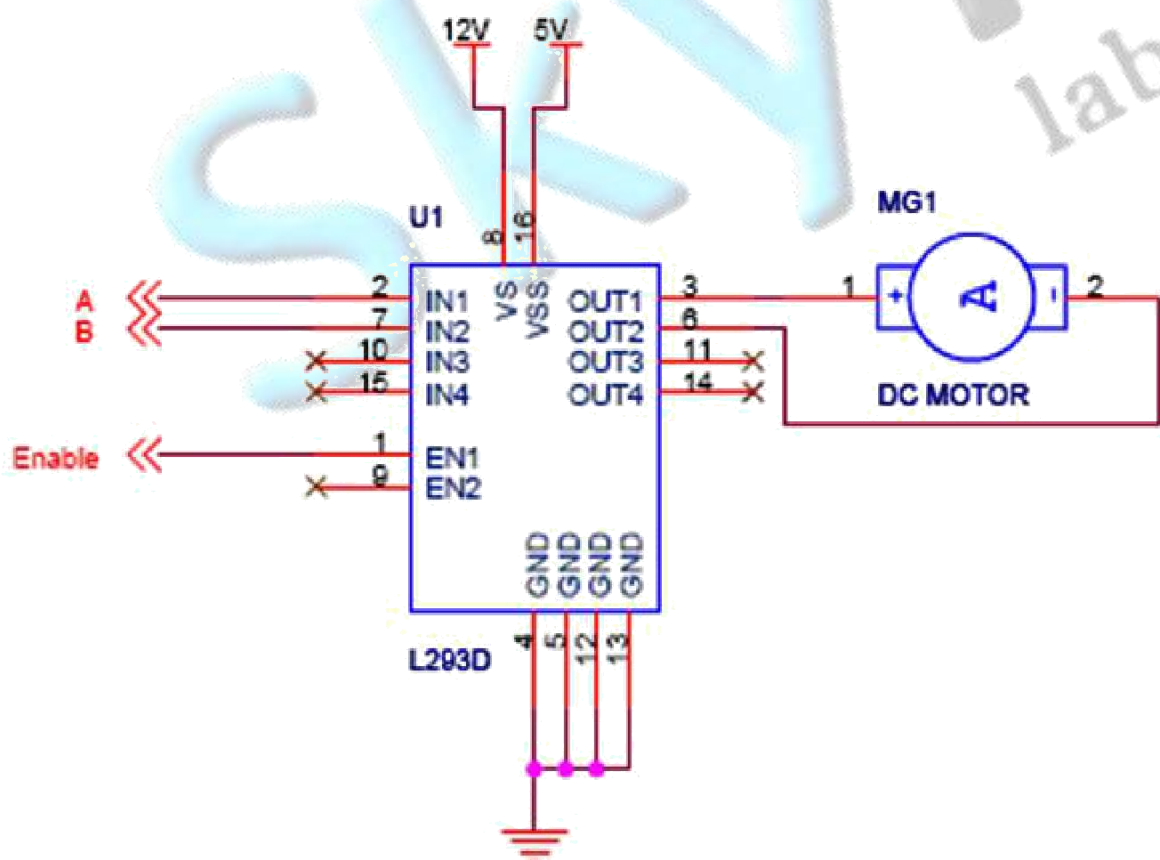 SKY
lab
12V 5V
U1
8 16
MG1
A 2 IN1 VS VSS OUT1 3 1 + A - 2
B 7 IN2 OUT2 6
10 IN3 OUT3 11
15 IN4 OUT4 14
DC MOTOR
Enable 1 EN1
9 EN2
GND GND GND GND
4 5 12 13
L293D